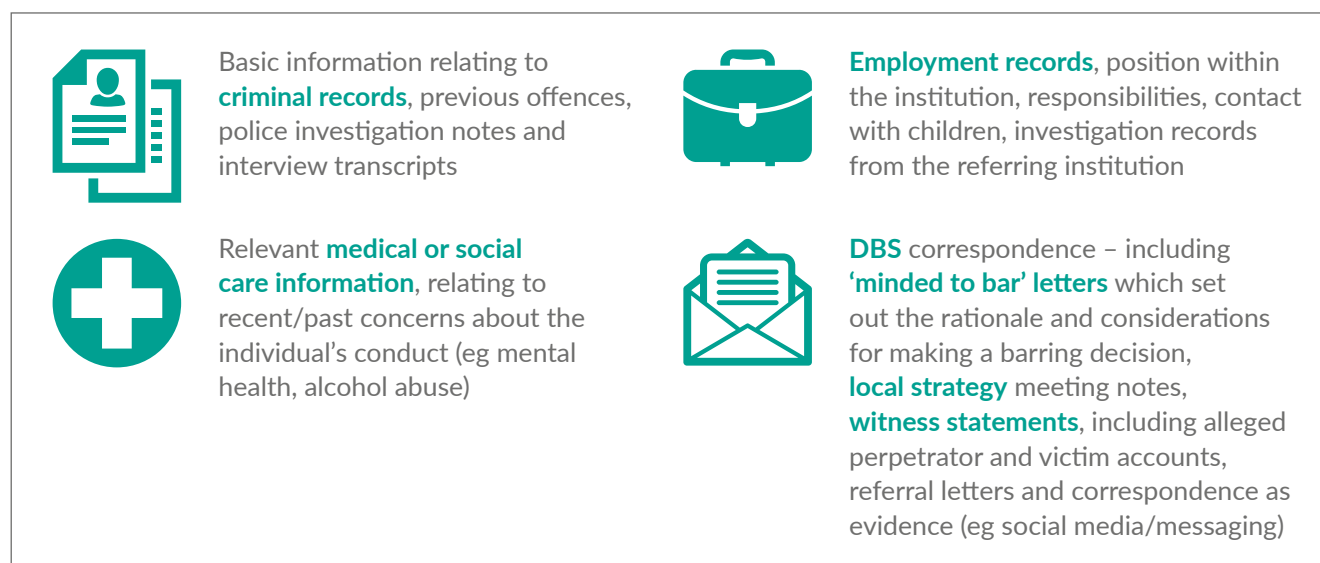 Basic information relating to
criminal records, previous offences,
police investigation notes and
interview transcripts
Employment records, position within
the institution, responsibilities, contact
with children, investigation records
from the referring institution
Relevant medical or social
care information, relating to
recent/past concerns about the
individual’s conduct (eg mental
health, alcohol abuse)
DBS correspondence – including
‘minded to bar’ letters which set
out the rationale and considerations
for making a barring decision,
local strategy meeting notes,
witness statements, including alleged
perpetrator and victim accounts,
referral letters and correspondence as
evidence (eg social media/messaging)